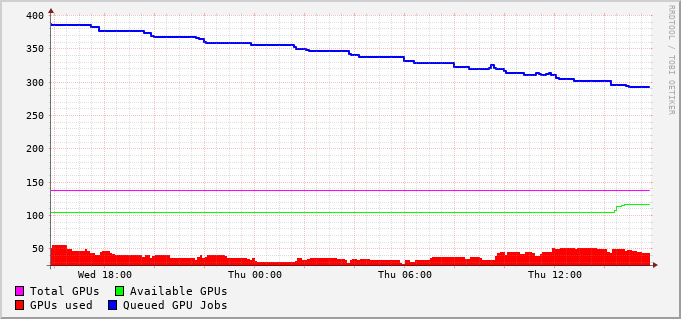 400
350
300
250
200
150
100
50
Wed 18:00 Thu 00:00 Thu 06:00 Thu 12:00
Total GPUs Available GPUs
GPUs used Queued GPU Jobs
RRDTOOL / TOBI OETIKER